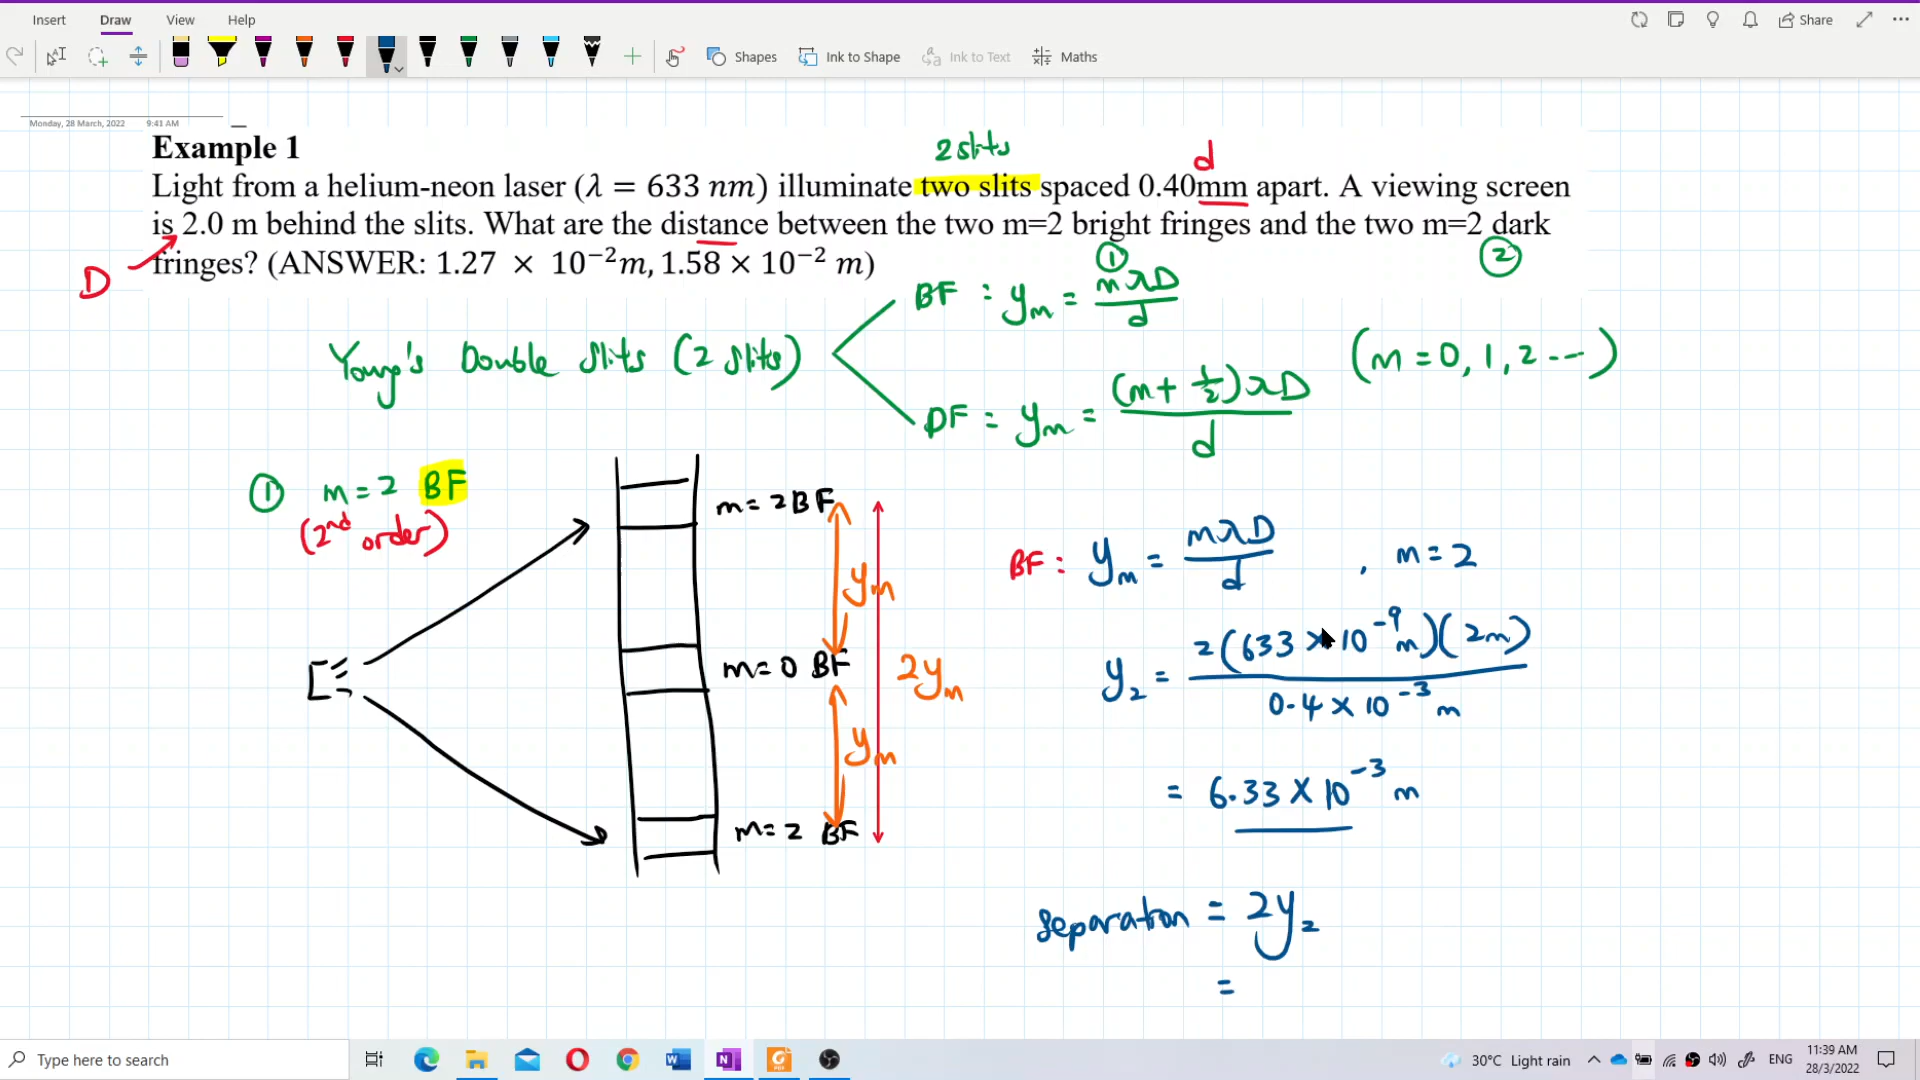 Insert Draw View Help Share
Shapes Ink to Shape Ink to Text Maths
Monday, 28 March, 2022 9:41 AM
2 slits
d
Example 1
Light from a helium-neon laser (λ = 633 nm) illuminate two slits spaced 0.40mm apart. A viewing screen
is 2.0 m behind the slits. What are the distance between the two m=2 bright fringes and the two m=2 dark
fringes? (ANSWER: 1.27 × 10⁻²m, 1.58 × 10⁻² m)
D
① ②
BF : yₘ = mλD / d
Young's Double Slits (2 slits)
(m = 0, 1, 2 ---)
DF : yₘ = (m + ½)λD / d
① m = 2 BF
(2nd order)
m = 2 BF
yₘ
m = 0 BF
2yₘ
yₘ
m = 2 BF
BF : yₘ = mλD / d , m = 2
y₂ = 2(633 × 10⁻⁹ m)(2m) / 0.4 × 10⁻³ m
= 6.33 × 10⁻³ m
Separation = 2y₂
=
Type here to search
30°C Light rain
ENG
11:39 AM
28/3/2022